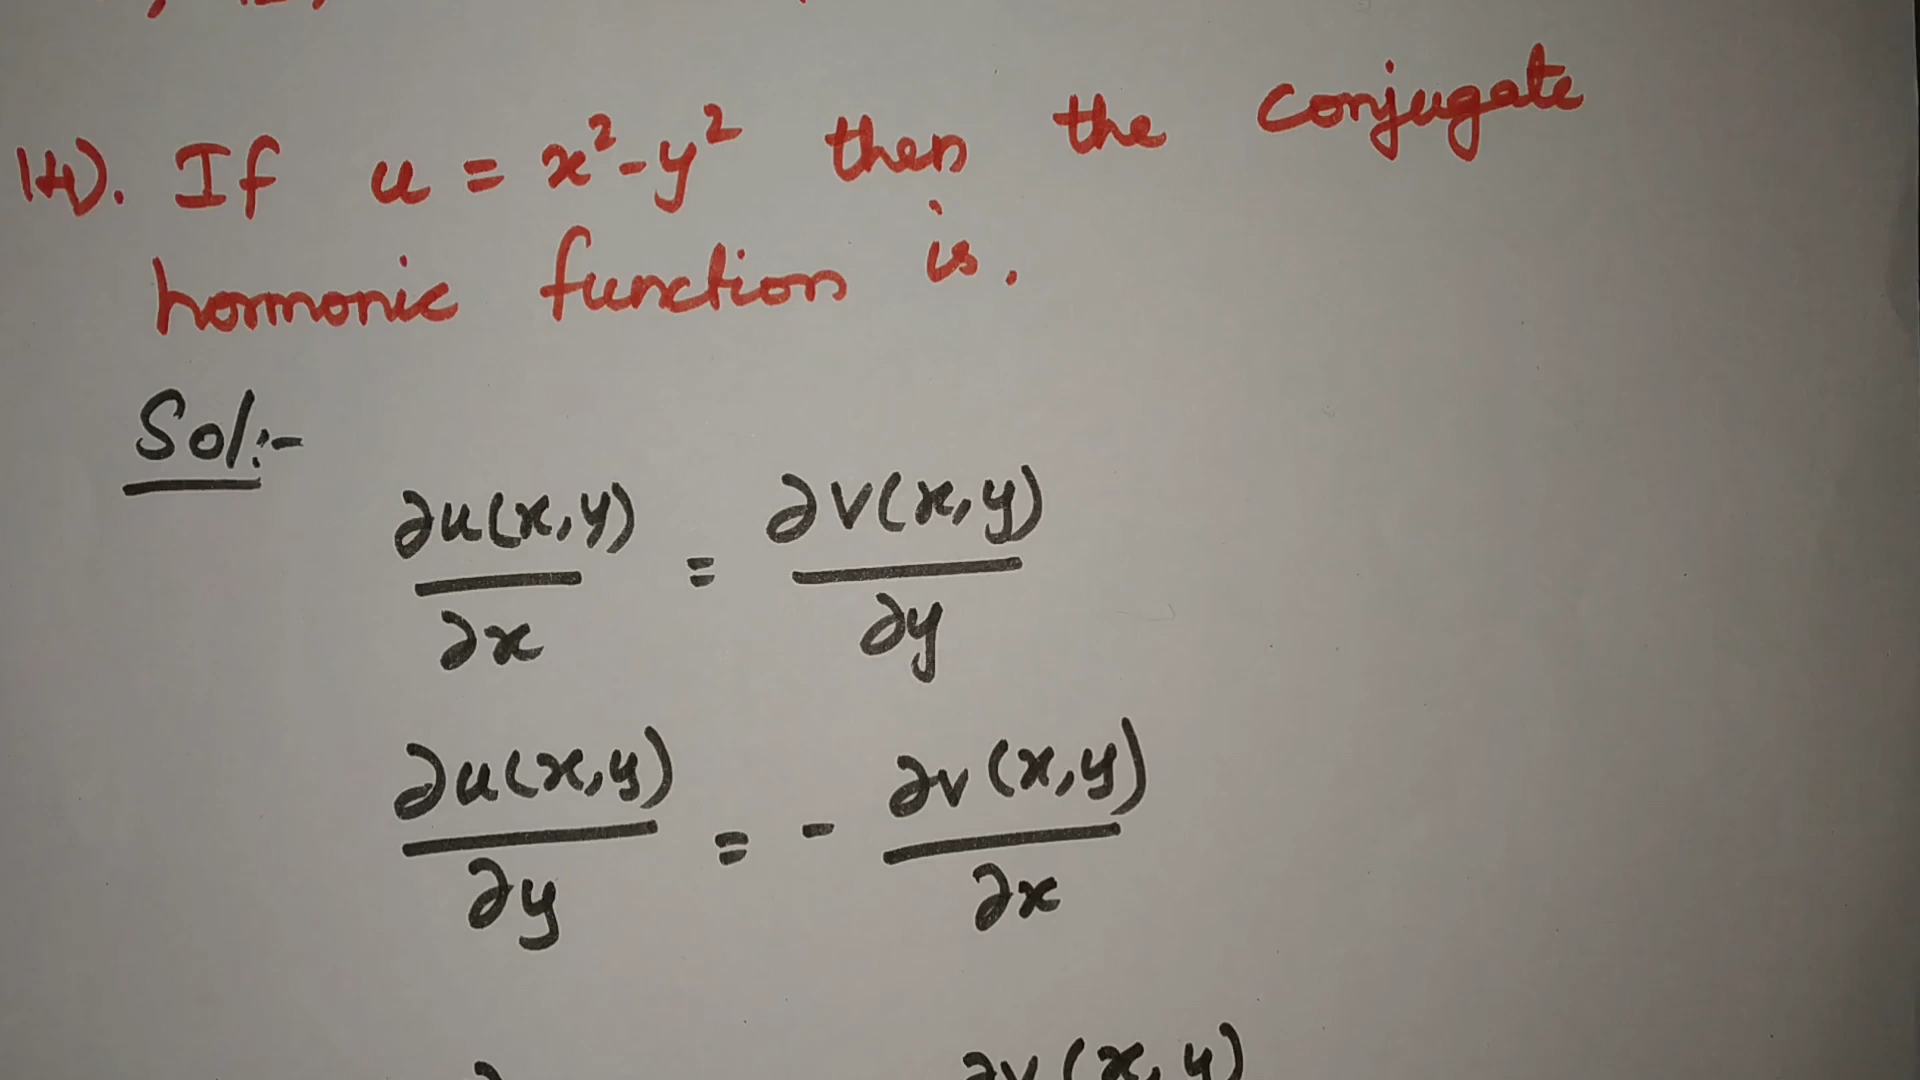 14). If u = x²-y² then the conjugate
hormonic function is.
Sol:-
∂u(x,y) / ∂x = ∂v(x,y) / ∂y
∂u(x,y) / ∂y = - ∂v(x,y) / ∂x
∂v(x,y)